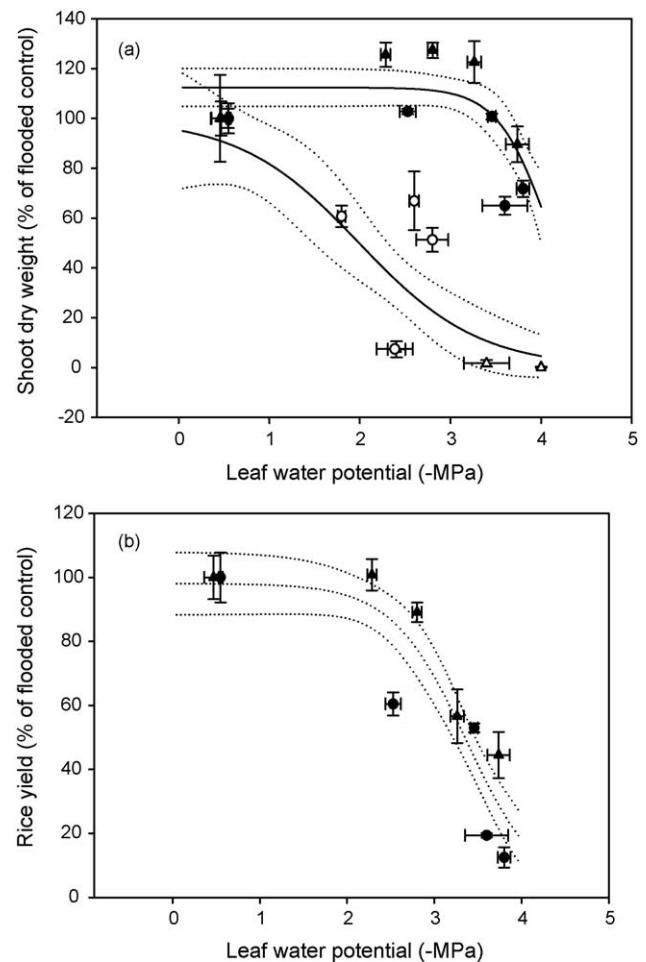 (a)
Shoot dry weight (% of flooded control)
140
120
100
80
60
40
20
0
-20
0 1 2 3 4 5
Leaf water potential (-MPa)
(b)
Rice yield (% of flooded control)
120
100
80
60
40
20
0
0 1 2 3 4 5
Leaf water potential (-MPa)